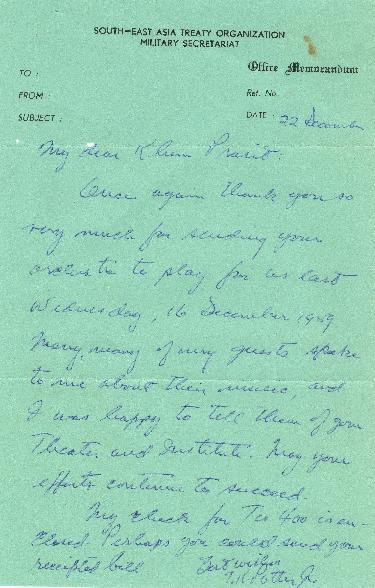 SOUTH-EAST ASIA TREATY ORGANIZATION
MILITARY SECRETARIAT
Office Memorandum
TO :
FROM :
Ref. No.
SUBJECT :
DATE : 22 December
My dear Khun Prasit:
Once again thank you so
very much for sending your
orchestra to play for us last
Wednesday, 16 December 1959
Many, many of my guests spoke
to me about their music, and
I was happy to tell them of your
Theater and Institute. May your
efforts continue to succeed.
My check for Tcs 400 is en-
closed. Perhaps you could send your
receipted bill
Best wishes
Potter Jr